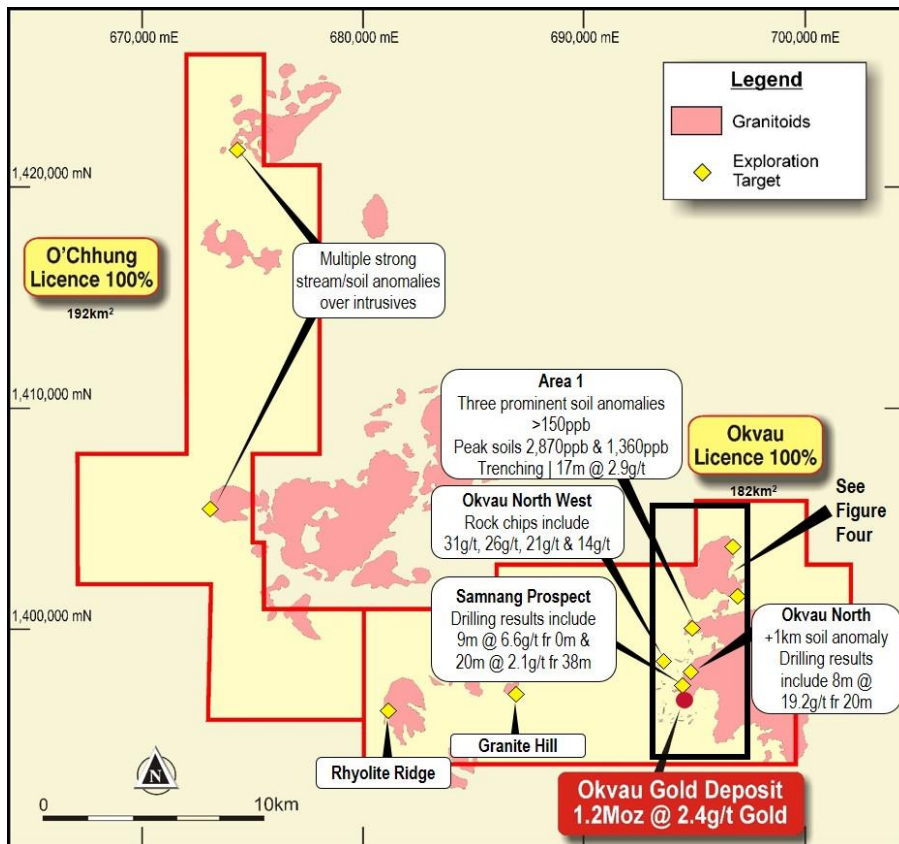 670,000 mE
680,000 mE
690,000 mE
700,000 mE
Legend
Granitoids
Exploration
Target
1,420,000 mN
O'Chhung
Licence 100%
192km²
Multiple strong
stream/soil anomalies
over intrusives
1,410,000 mN
Area 1
Three prominent soil anomalies
>150ppb
Peak soils 2,870ppb & 1,360ppb
Trenching | 17m @ 2.9g/t
Okvau
Licence 100%
182km²
See
Figure
Four
Okvau North West
Rock chips include
31g/t, 26g/t, 21g/t & 14g/t
1,400,000 mN
Samnang Prospect
Drilling results include
9m @ 6.6g/t fr 0m &
20m @ 2.1g/t fr 38m
Okvau North
+1km soil anomaly
Drilling results
include 8m @
19.2g/t fr 20m
Rhyolite Ridge
Granite Hill
N
0
10km
Okvau Gold Deposit
1.2Moz @ 2.4g/t Gold